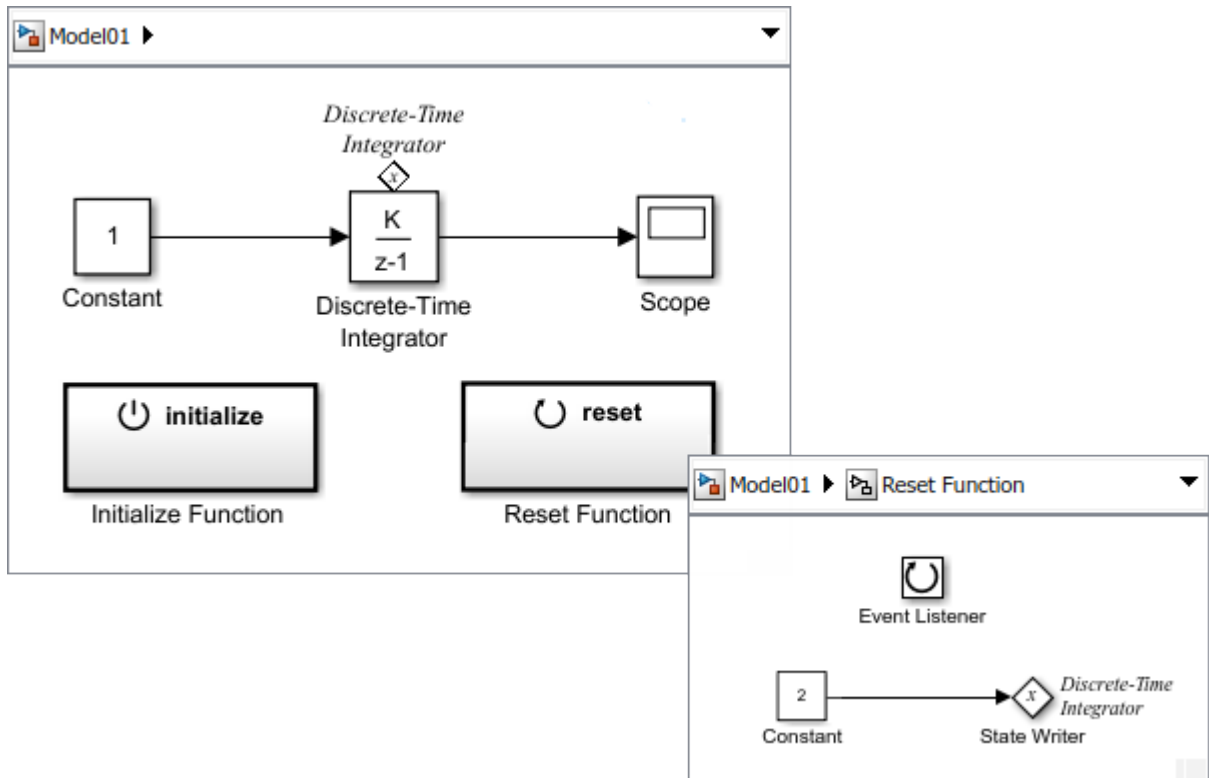 Model01
Discrete-Time
Integrator
x
1
K
z-1
Constant
Discrete-Time
Integrator
Scope
initialize
reset
Initialize Function
Reset Function
Model01 Reset Function
Event Listener
2
x
Discrete-Time
Integrator
Constant
State Writer